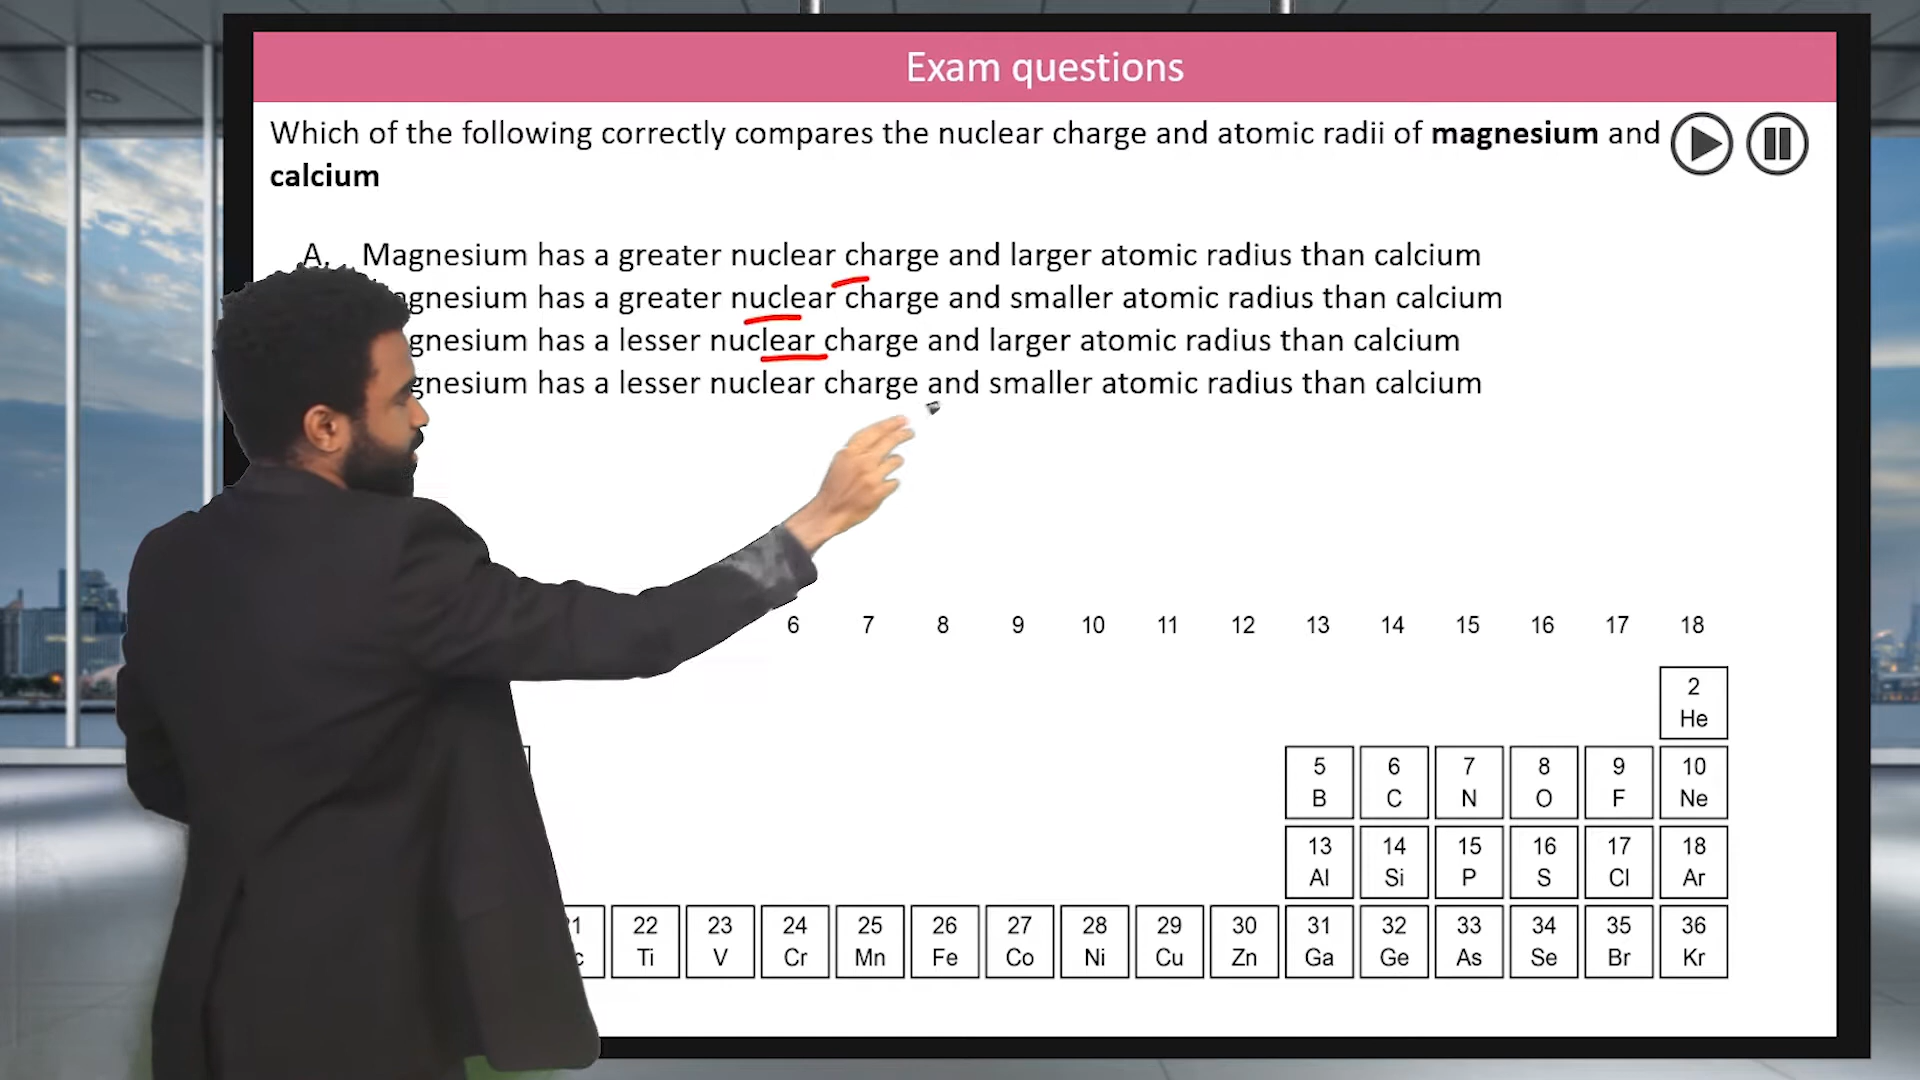 Exam questions
Which of the following correctly compares the nuclear charge and atomic radii of magnesium and
calcium
A. Magnesium has a greater nuclear charge and larger atomic radius than calcium
has a greater nuclear charge and smaller atomic radius than calcium
has a lesser nuclear charge and larger atomic radius than calcium
has a lesser nuclear charge and smaller atomic radius than calcium
6 7 8 9 10 11 12 13 14 15 16 17 18
2
He
5 6 7 8 9 10
B C N O F Ne
13 14 15 16 17 18
Al Si P S Cl Ar
22 23 24 25 26 27 28 29 30 31 32 33 34 35 36
Ti V Cr Mn Fe Co Ni Cu Zn Ga Ge As Se Br Kr